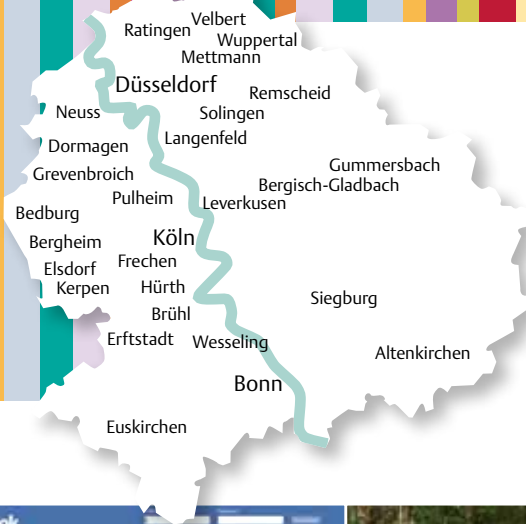 Velbert
Ratingen
Wuppertal
Mettmann
Düsseldorf
Remscheid
Neuss
Solingen
Dormagen
Langenfeld
Gummersbach
Grevenbroich
Bergisch-Gladbach
Pulheim
Leverkusen
Bedburg
Köln
Bergheim
Frechen
Elsdorf
Kerpen
Hürth
Siegburg
Brühl
Erftstadt
Wesseling
Altenkirchen
Bonn
Euskirchen